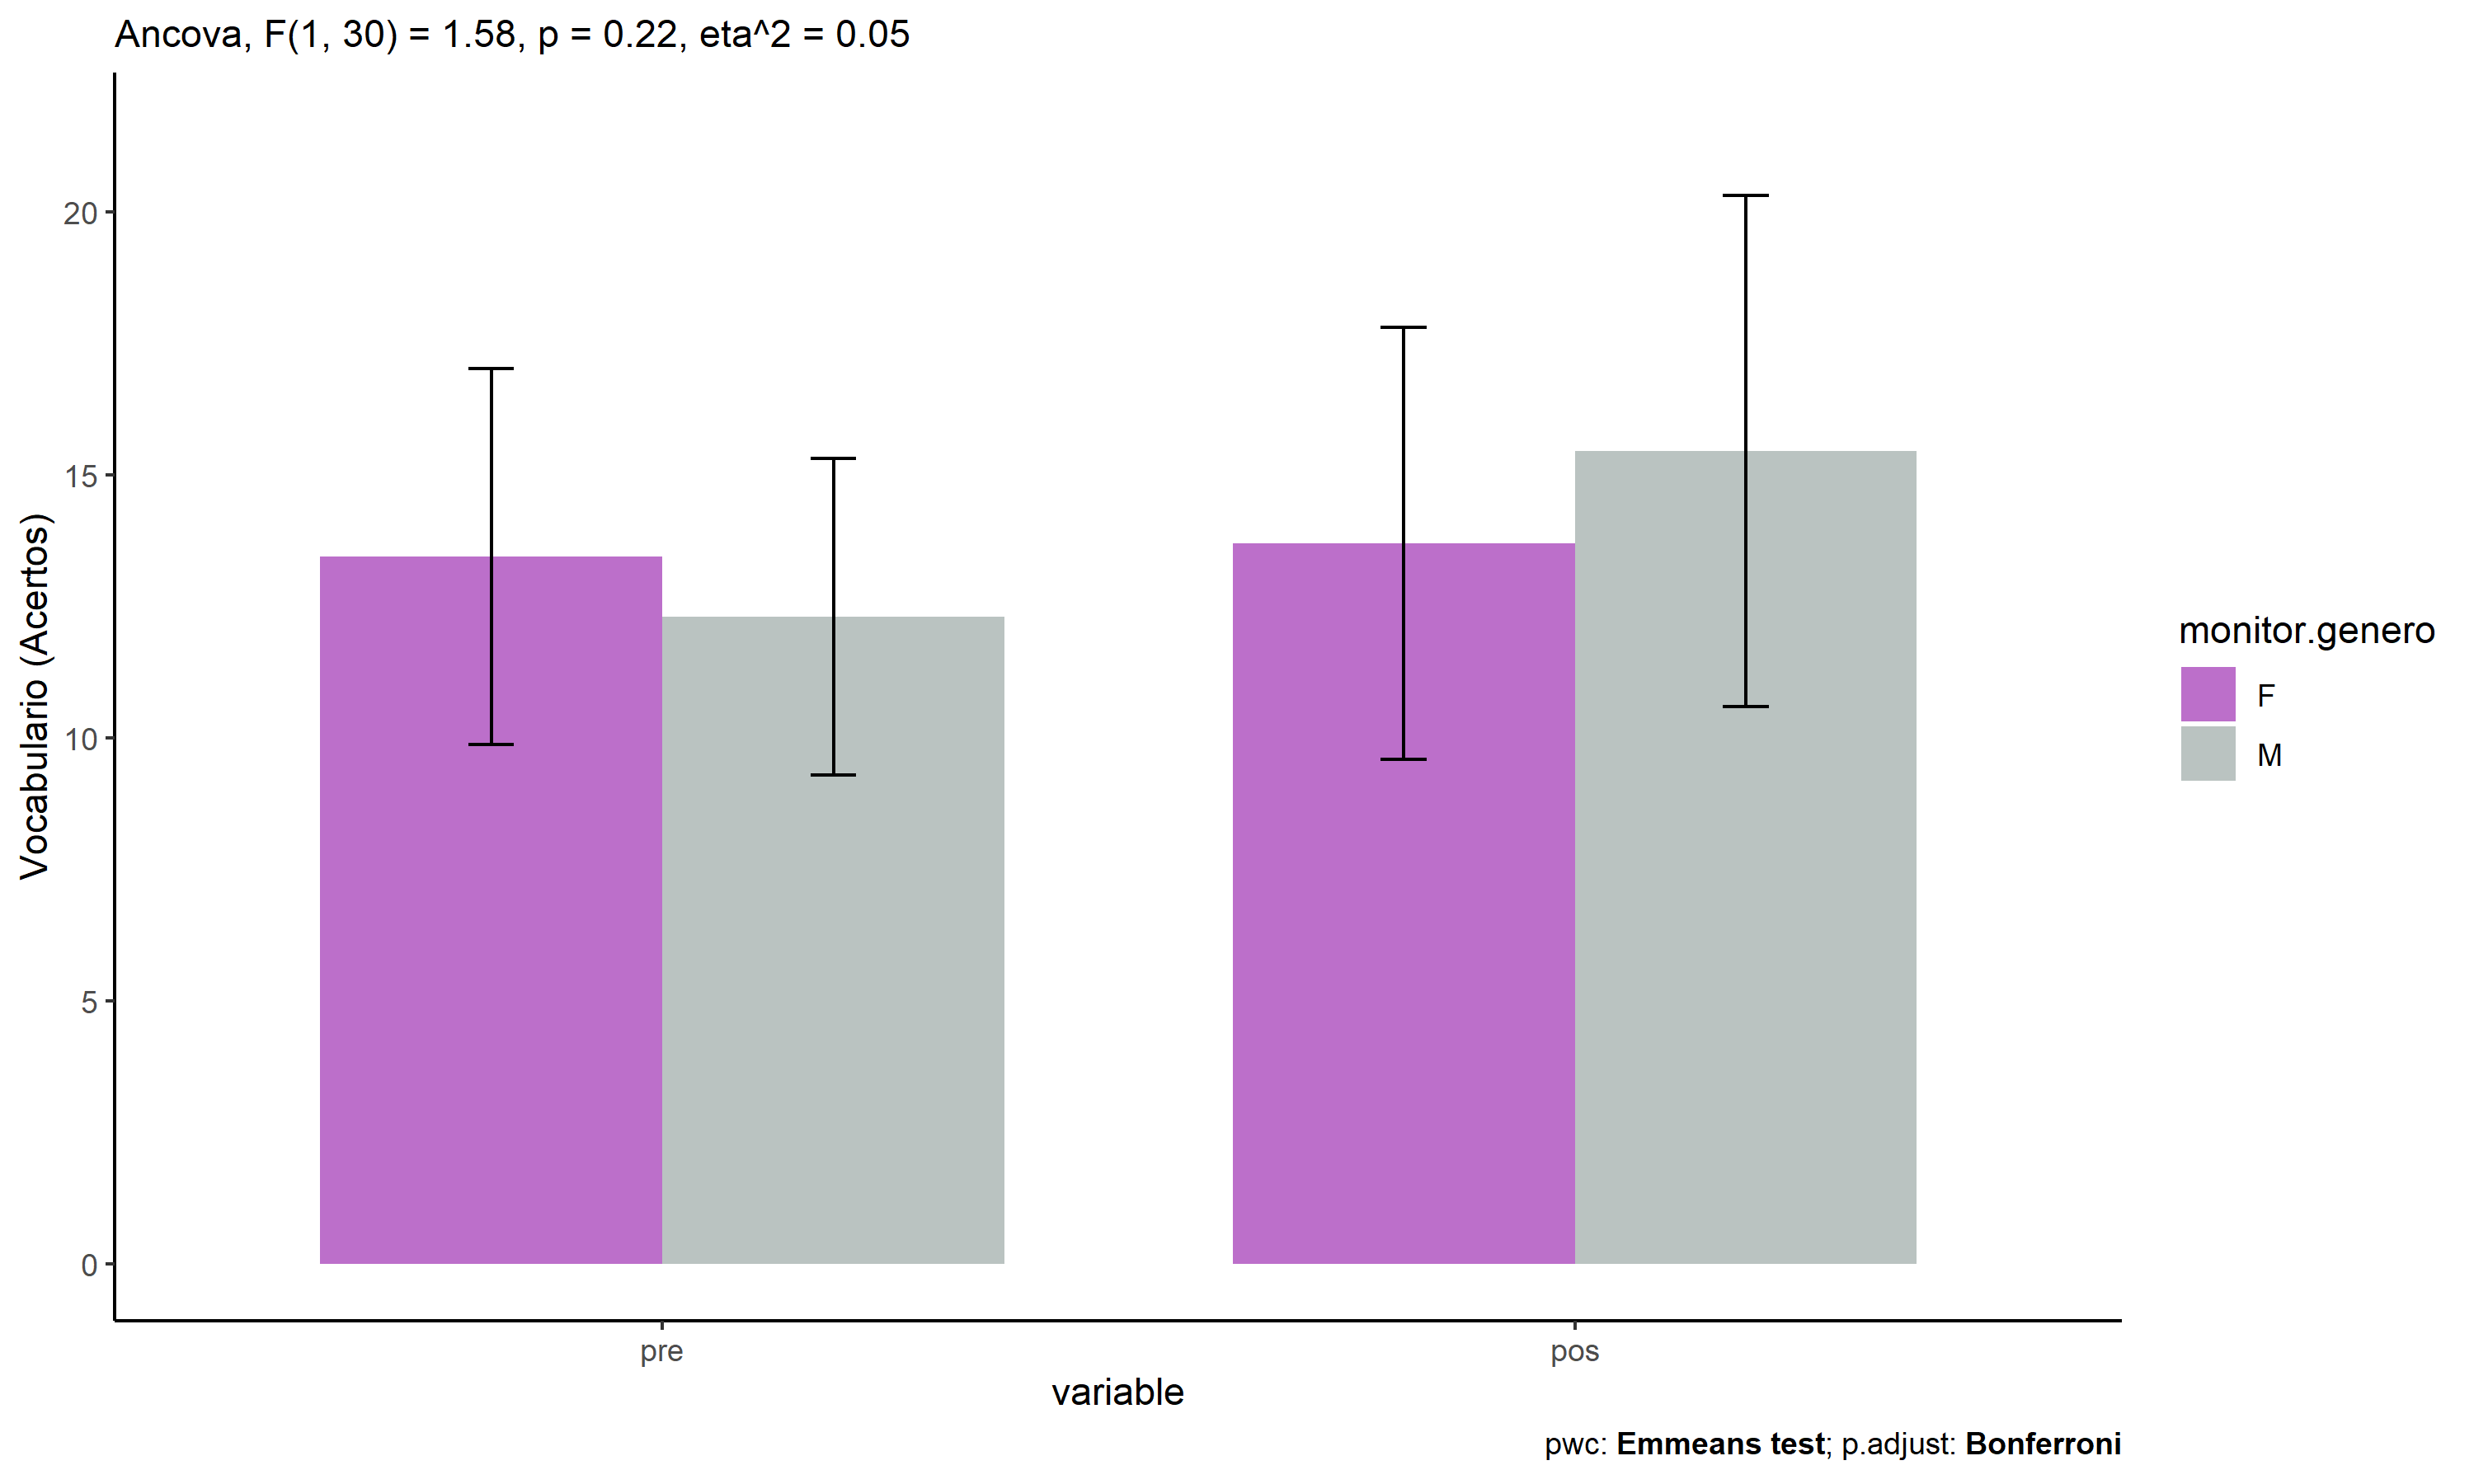 Ancova, F(1, 30) = 1.58, p = 0.22, eta^2 = 0.05
Vocabulario (Acertos)
20
15
10
5
0
pre
pos
variable
monitor.genero
F
M
pwc: Emmeans test; p.adjust: Bonferroni